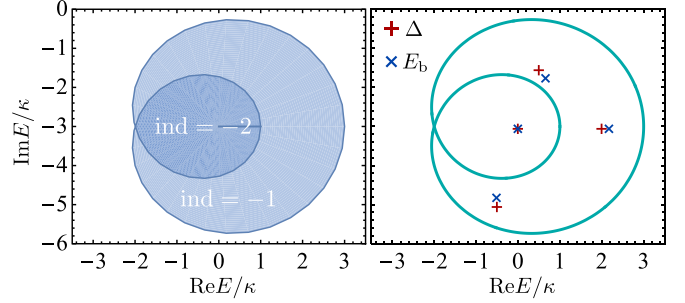 0
−1
−2
−3
−4
−5
−6
ImE/κ
ind = −2
ind = −1
−3 −2 −1 0 1 2 3
ReE/κ
Δ
E_b
−3 −2 −1 0 1 2 3
ReE/κ